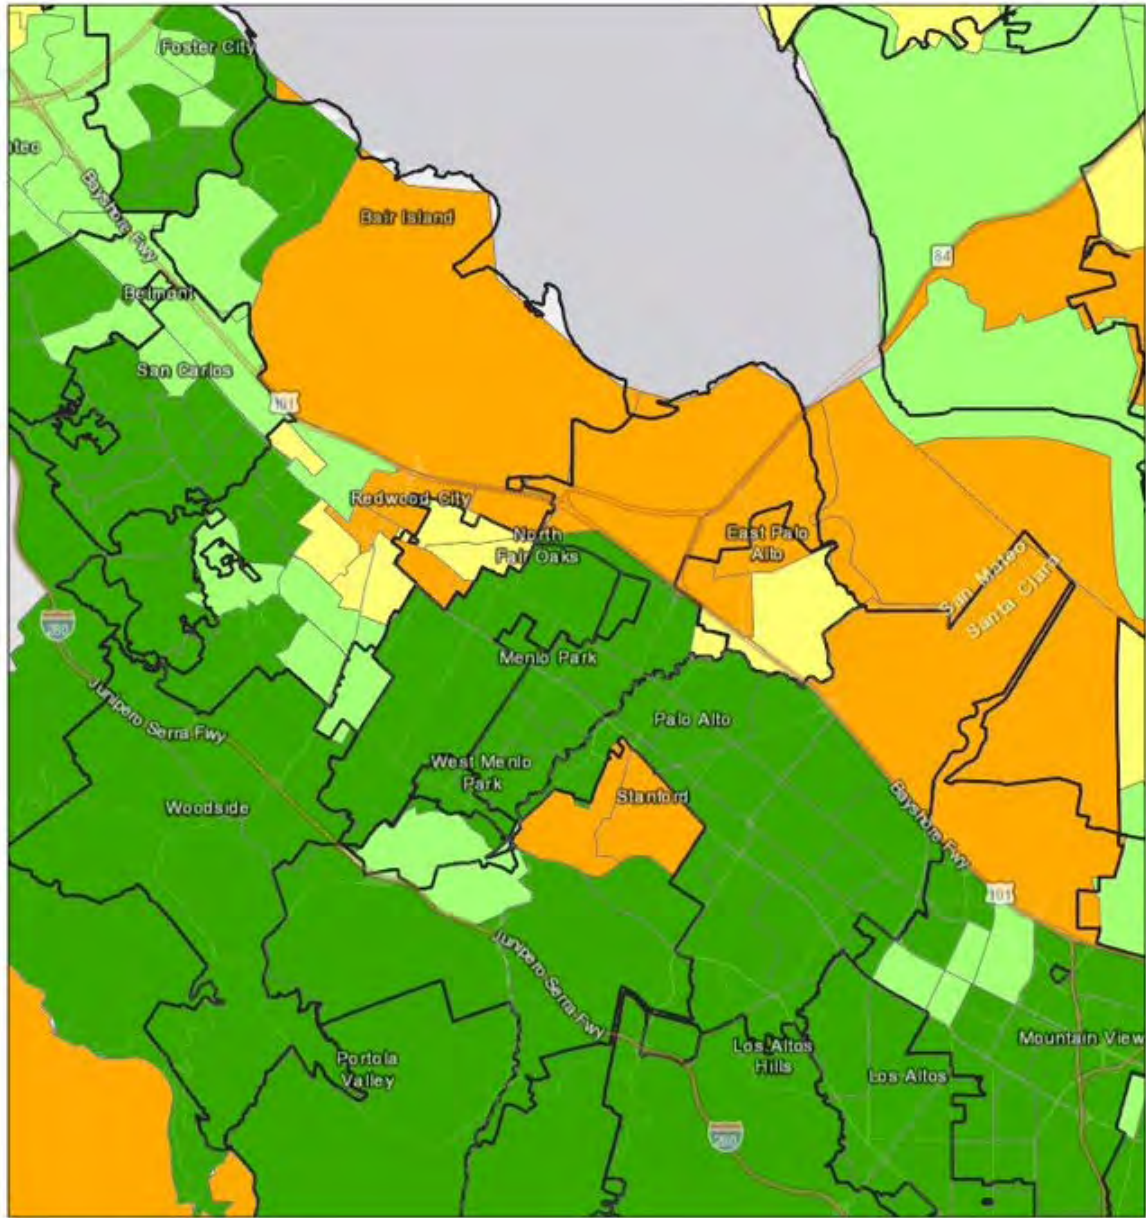 Foster City
ateo
Bayshore Fwy
Bair Island
84
Belmont
San Carlos
101
Redwood City
North
Fair Oaks
East Palo
Alto
San Mateo
Santa Clara
280
Menlo Park
Junipero Serra Fwy
Palo Alto
West Menlo
Park
Stanford
Woodside
Bayshore Fwy
101
Junipero Serra Fwy
Portola
Valley
Los Altos
Hills
Los Altos
Mountain View
280